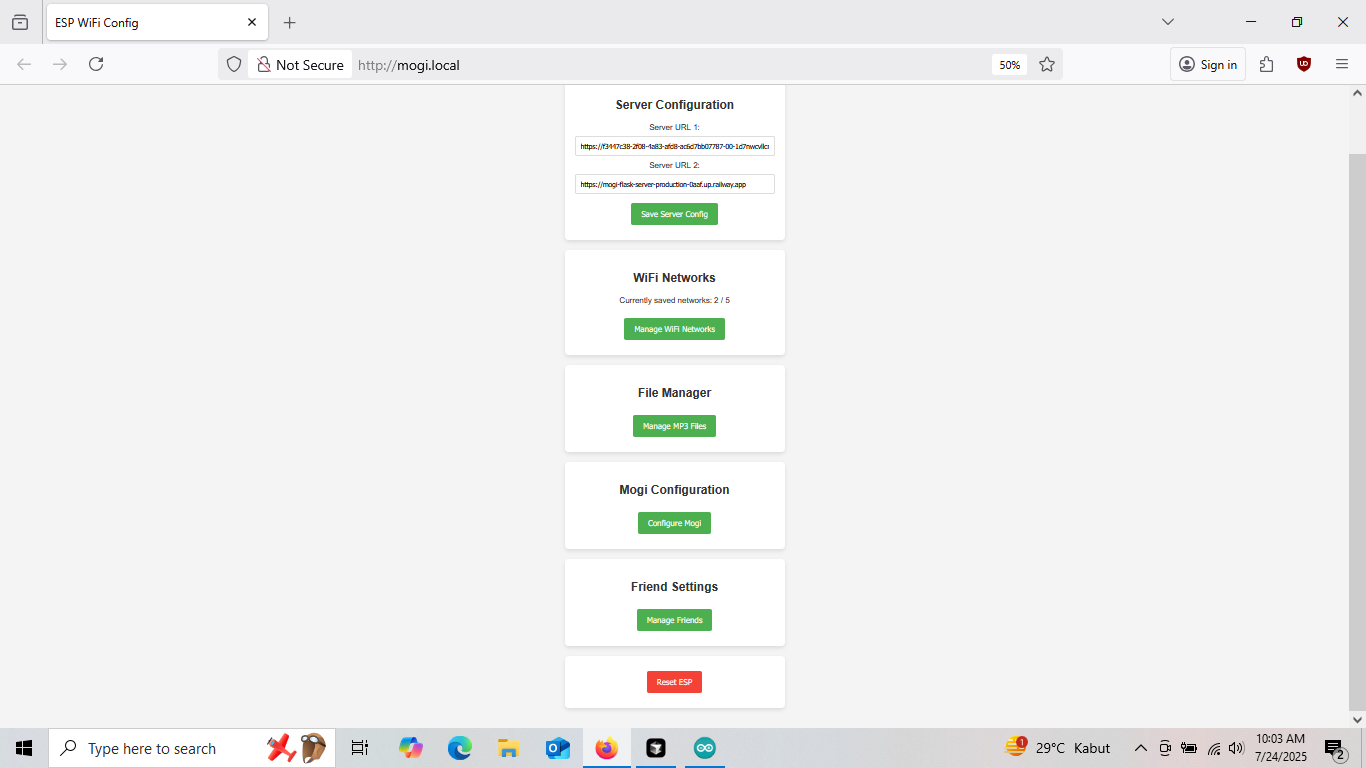 ESP WiFi Config
Not Secure
http://mogi.local
50%
Sign in
Server Configuration
Server URL 1:
https://f3447c38-2f08-4a83-afd8-ac6d7bb07787-00-1d7nwcvllcr
Server URL 2:
https://mogi-flask-server-production-0aaf.up.railway.app
Save Server Config
WiFi Networks
Currently saved networks: 2 / 5
Manage WiFi Networks
File Manager
Manage MP3 Files
Mogi Configuration
Configure Mogi
Friend Settings
Manage Friends
Reset ESP
Type here to search
1
29°C Kabut
10:03 AM
7/24/2025
2